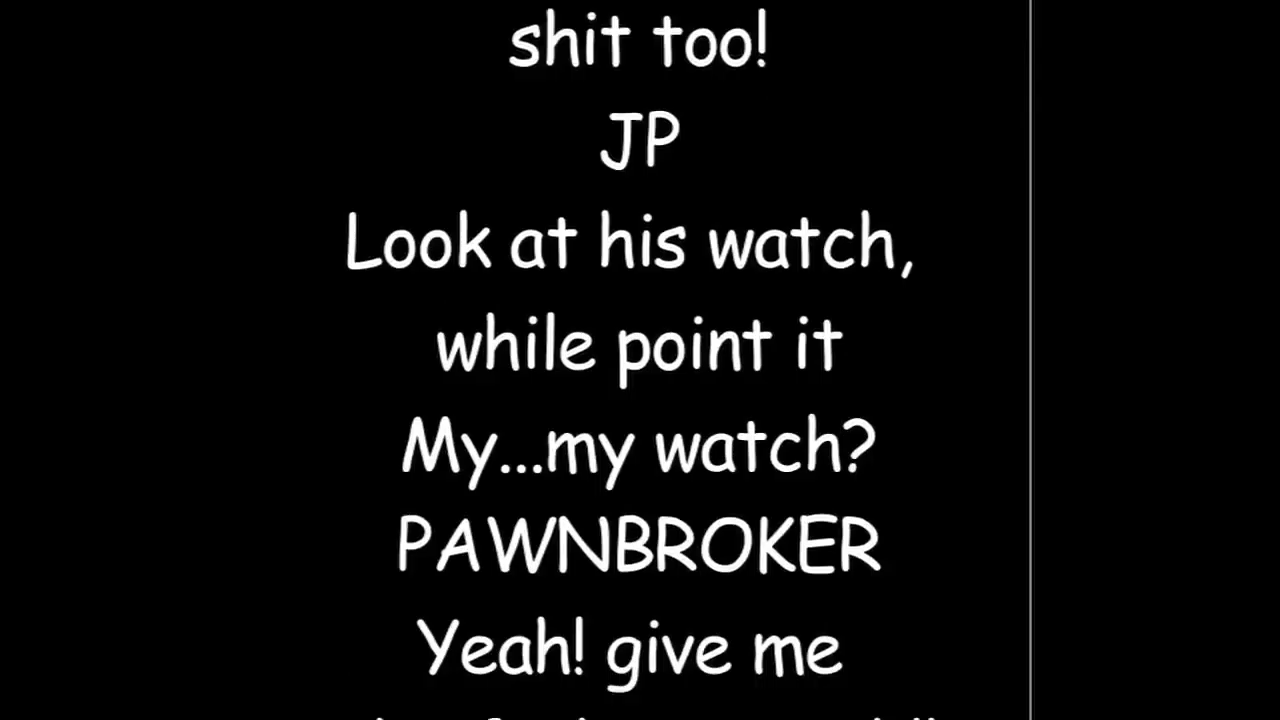 shit too!
JP
Look at his watch,
while point it
My...my watch?
PAWNBROKER
Yeah! give me